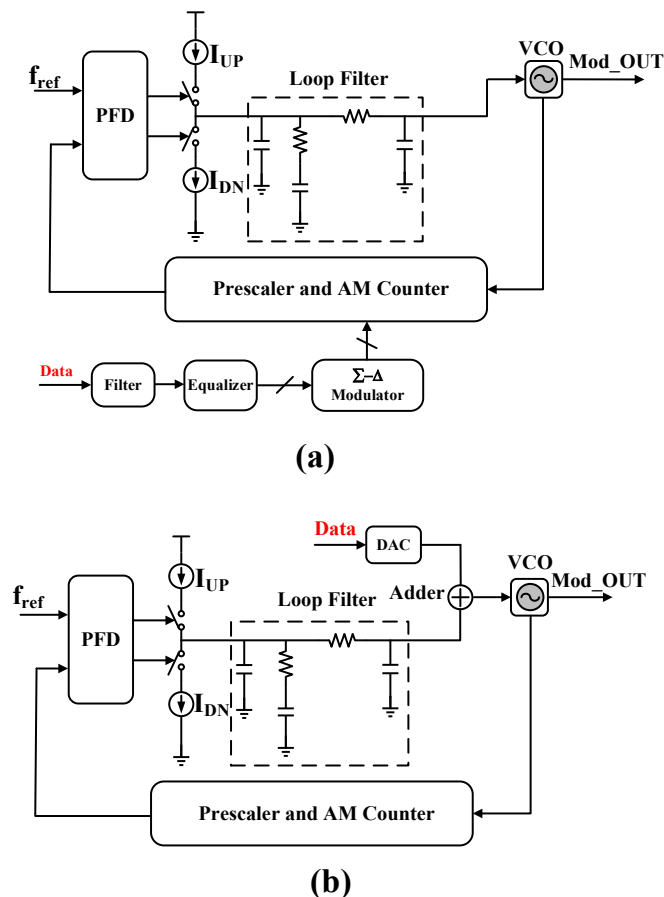 VCO
Mod_OUT
I_UP
f_ref
Loop Filter
PFD
I_DN
Prescaler and AM Counter
Data
Filter
Equalizer
Σ–Δ
Modulator
(a)
Data
DAC
VCO
Mod_OUT
I_UP
Adder
f_ref
Loop Filter
PFD
I_DN
Prescaler and AM Counter
(b)